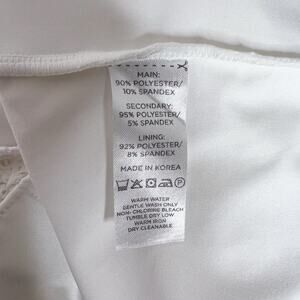 MAIN:
90% POLYESTER/
10% SPANDEX
SECONDARY:
95% POLYESTER/
5% SPANDEX
LINING:
92% POLYESTER/
8% SPANDEX
MADE IN KOREA
WARM WATER
GENTLE WASH ONLY
NON-CHLORINE BLEACH
TUMBLE DRY LOW
WARM IRON
DRY CLEANABLE